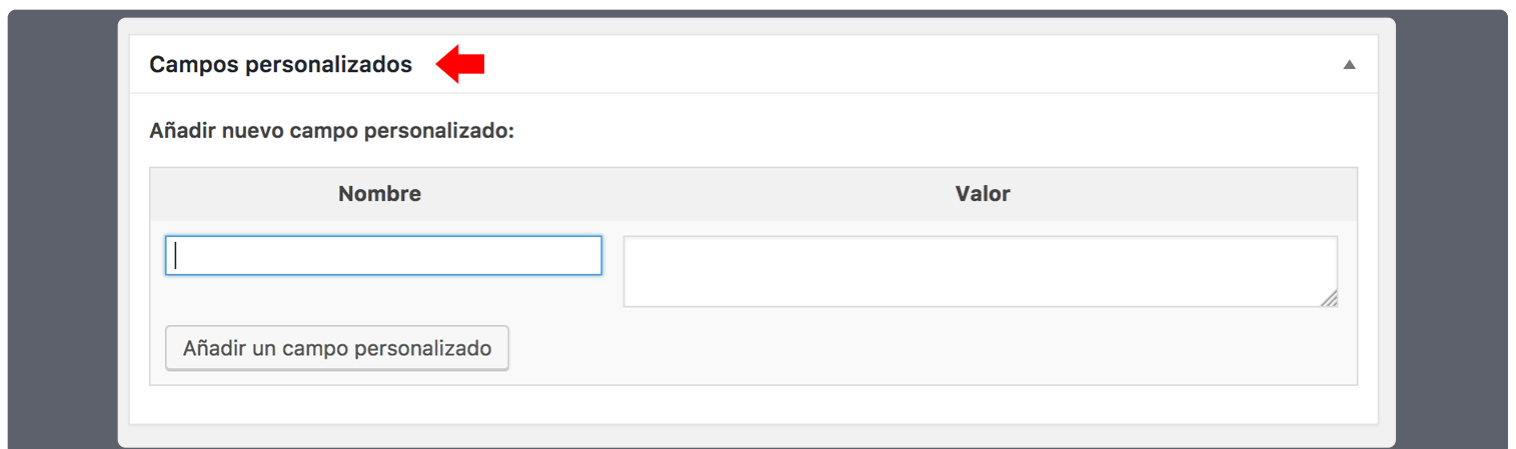 Campos personalizados
Añadir nuevo campo personalizado:
Nombre Valor
Añadir un campo personalizado